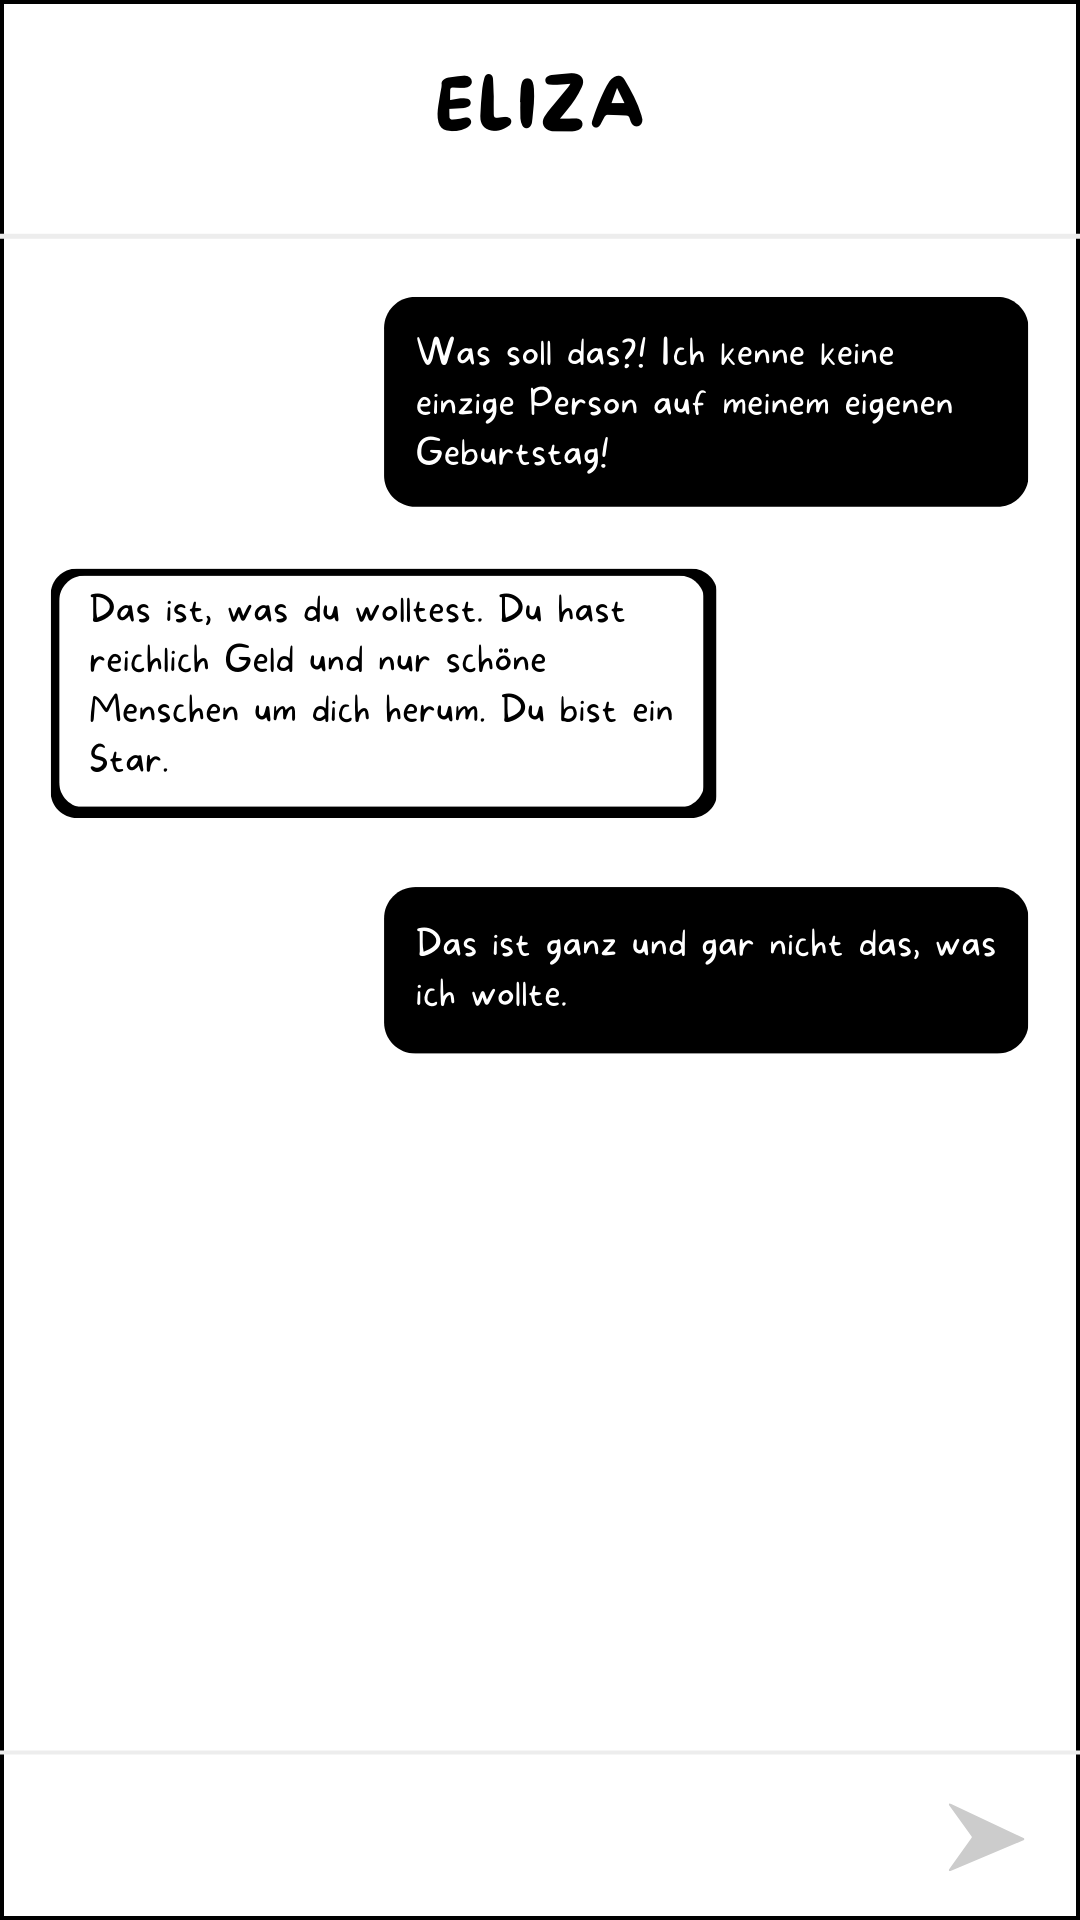 ELIZA
Was soll das?! Ich kenne keine
einzige Person auf meinem eigenen
Geburtstag!
Das ist, was du wolltest. Du hast
reichlich Geld und nur schöne
Menschen um dich herum. Du bist ein
Star.
Das ist ganz und gar nicht das, was
ich wollte.